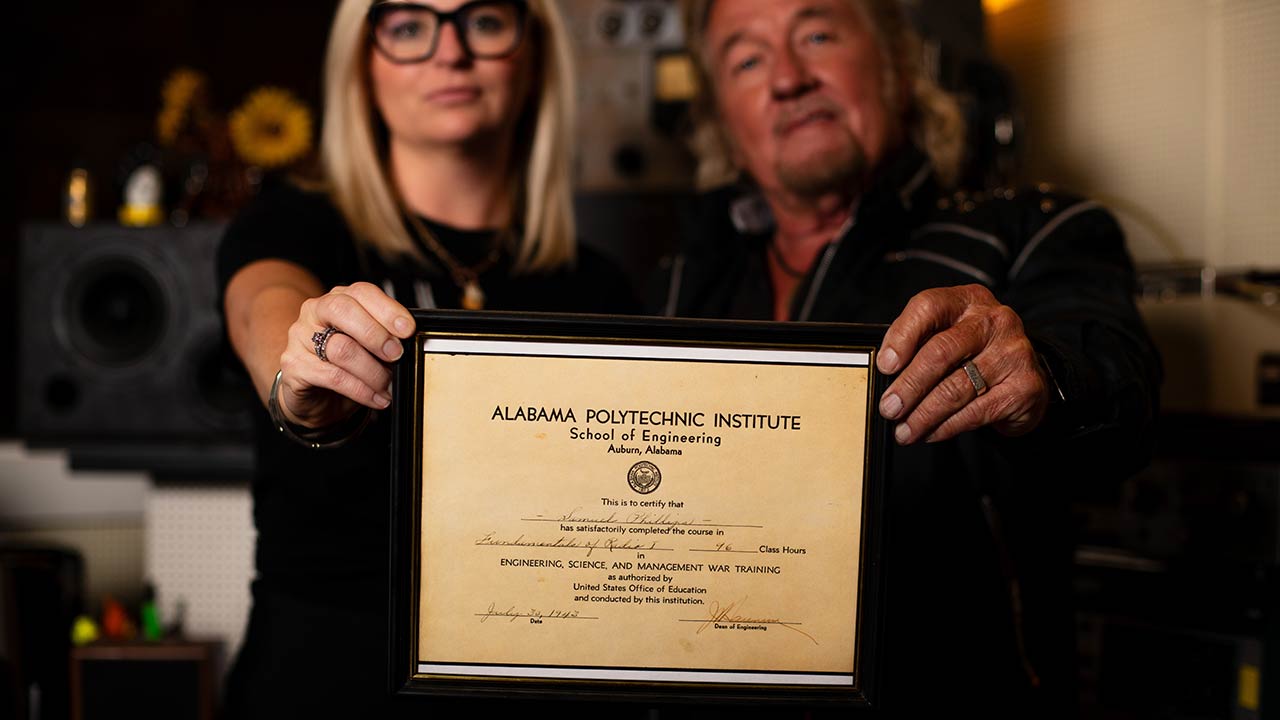 ALABAMA POLYTECHNIC INSTITUTE
School of Engineering
Auburn, Alabama
This is to certify that
- Samuel Phillips -
has satisfactorily completed the course in
Fundamentals of Radio I 96 Class Hours
in
ENGINEERING, SCIENCE, AND MANAGEMENT WAR TRAINING
as authorized by
United States Office of Education
and conducted by this institution.
July 30, 1943
Date
Dean of Engineering